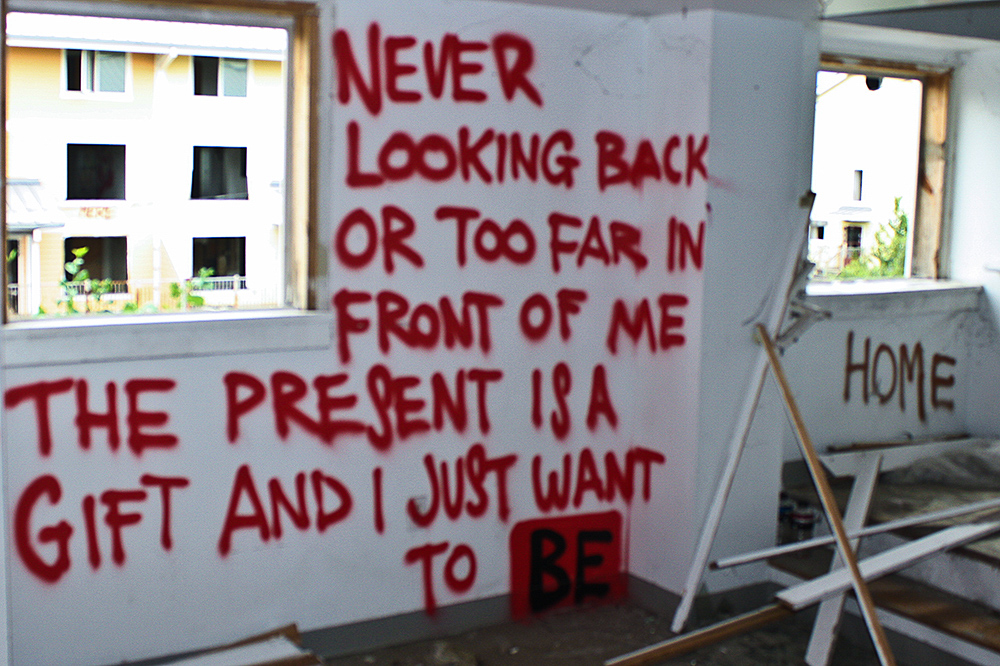 NEVER
LOOKING BACK
OR TOO FAR IN
FRONT OF ME
THE PRESENT IS A
GIFT AND I JUST WANT
TO BE
HOME